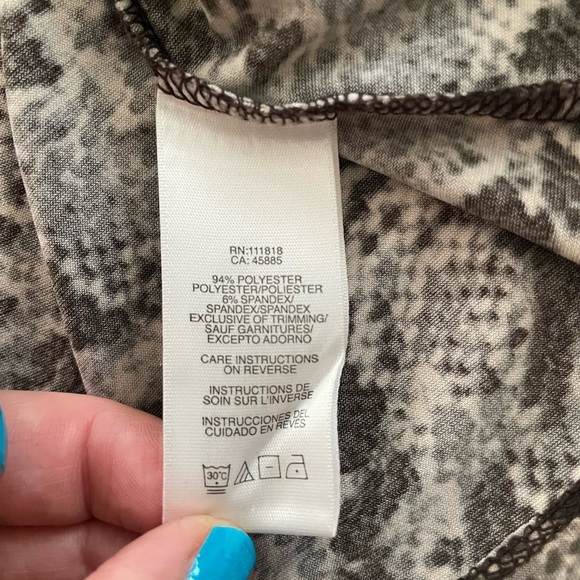 RN:111818
CA: 45885
94% POLYESTER
POLYESTER/POLIESTER
6% SPANDEX/
SPANDEX/SPANDEX
EXCLUSIVE OF TRIMMING/
SAUF GARNITURES/
EXCEPTO ADORNO
CARE INSTRUCTIONS
ON REVERSE
INSTRUCTIONS DE
SOIN SUR L'INVERSE
INSTRUCCIONES DEL
CUIDADO EN REVES
30°C